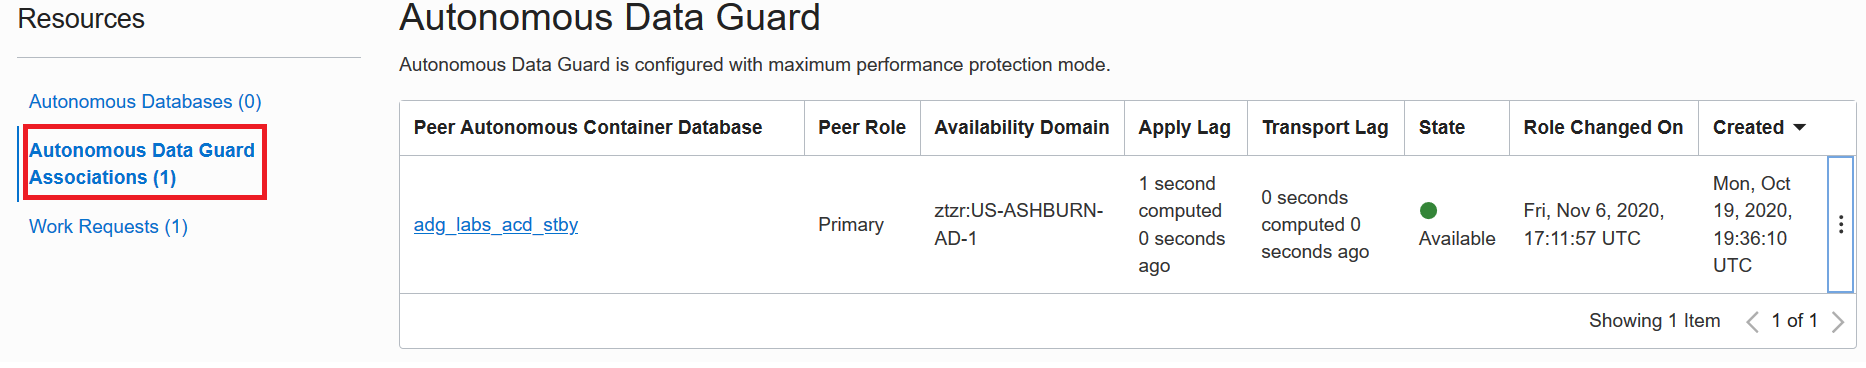 Resources
Autonomous Databases (0)
Autonomous Data Guard
Associations (1)
Work Requests (1)
Autonomous Data Guard
Autonomous Data Guard is configured with maximum performance protection mode.
Peer Autonomous Container Database Peer Role Availability Domain Apply Lag Transport Lag State Role Changed On Created
adg_labs_acd_stby
Primary
ztzr:US-ASHBURN-
AD-1
1 second
computed
0 seconds
ago
0 seconds
computed 0
seconds ago
Available
Fri, Nov 6, 2020,
17:11:57 UTC
Mon, Oct
19, 2020,
19:36:10
UTC
Showing 1 Item 1 of 1